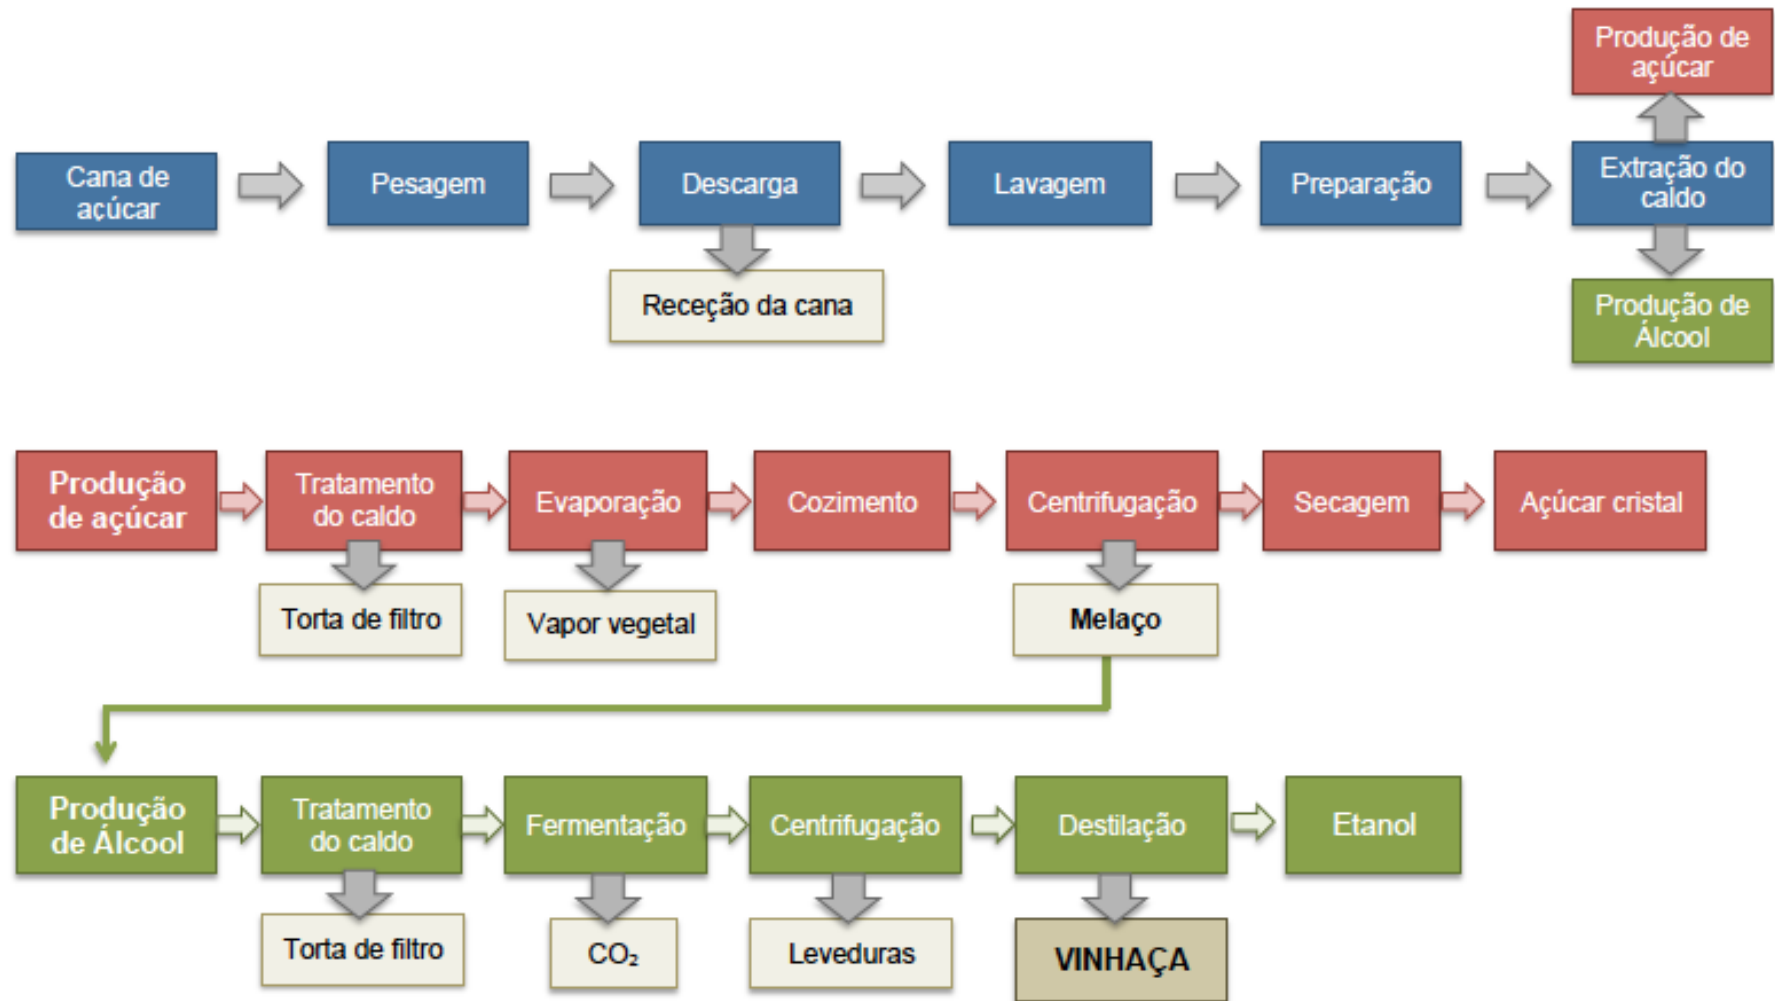 Produção de
açúcar
Cana de
açúcar
Pesagem
Descarga
Lavagem
Preparação
Extração do
caldo
Receção da cana
Produção de
Álcool
Produção
de açúcar
Tratamento
do caldo
Evaporação
Cozimento
Centrifugação
Secagem
Açúcar cristal
Torta de filtro
Vapor vegetal
Melaço
Produção
de Álcool
Tratamento
do caldo
Fermentação
Centrifugação
Destilação
Etanol
Torta de filtro
CO₂
Leveduras
VINHAÇA